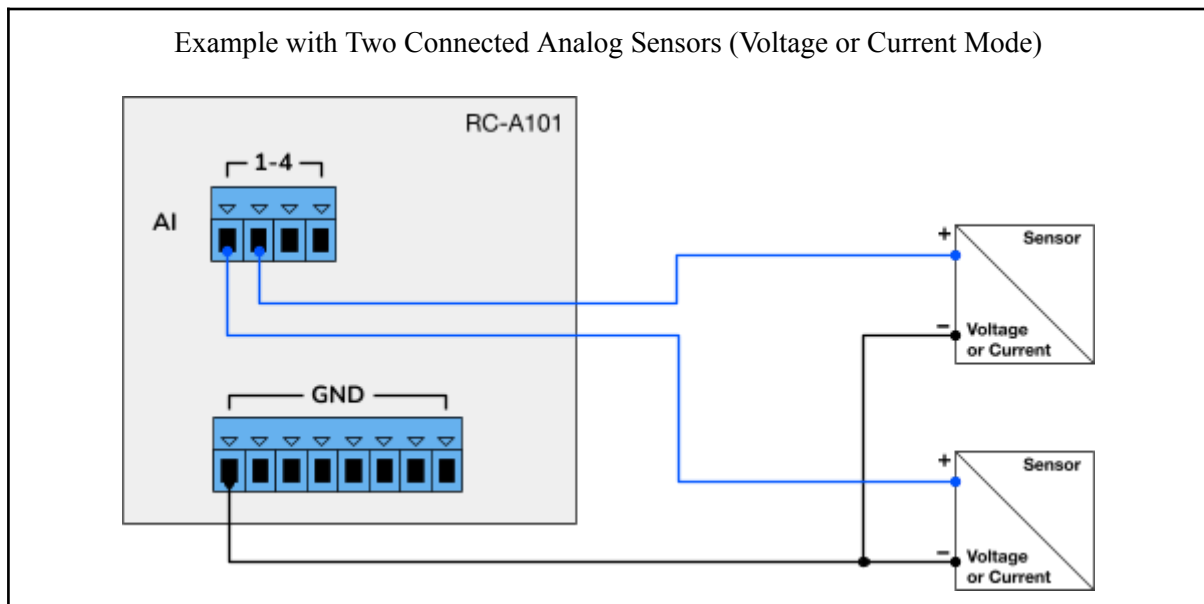 Example with Two Connected Analog Sensors (Voltage or Current Mode)
RC-A101
1-4
AI
+
Sensor
−
Voltage
or Current
GND
+
Sensor
−
Voltage
or Current